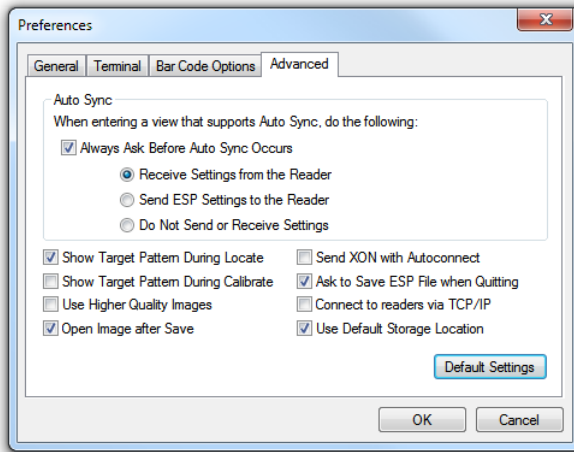 Preferences
General Terminal Bar Code Options Advanced
Auto Sync
When entering a view that supports Auto Sync, do the following:
Always Ask Before Auto Sync Occurs
Receive Settings from the Reader
Send ESP Settings to the Reader
Do Not Send or Receive Settings
Show Target Pattern During Locate Send XON with Autoconnect
Show Target Pattern During Calibrate Ask to Save ESP File when Quitting
Use Higher Quality Images Connect to readers via TCP/IP
Open Image after Save Use Default Storage Location
Default Settings
OK Cancel